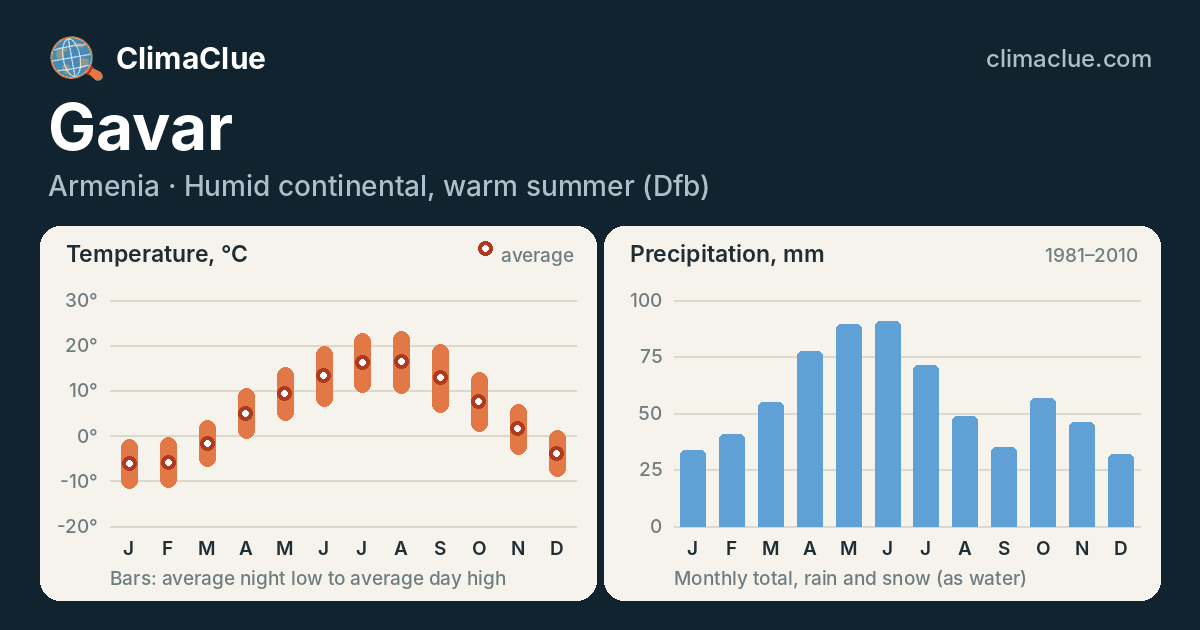 ClimaClue
climaclue.com
Gavar
Armenia · Humid continental, warm summer (Dfb)
Temperature, °C
average
30°
20°
10°
0°
-10°
-20°
J F M A M J J A S O N D
Bars: average night low to average day high
Precipitation, mm
1981–2010
100
75
50
25
0
J F M A M J J A S O N D
Monthly total, rain and snow (as water)